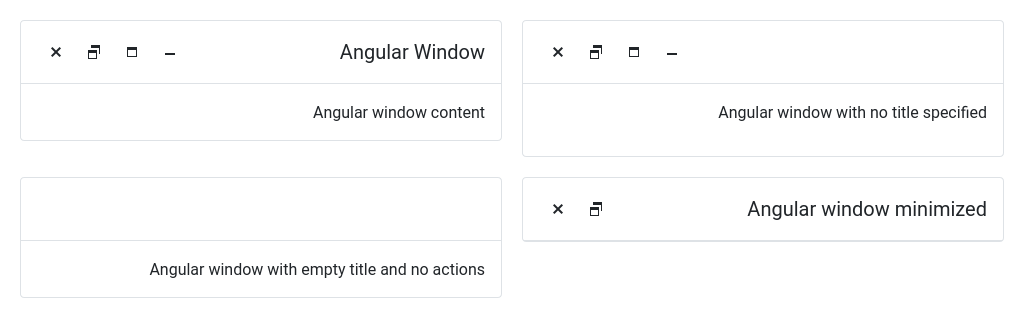 Angular Window
Angular window content
Angular window with no title specified
Angular window with empty title and no actions
Angular window minimized